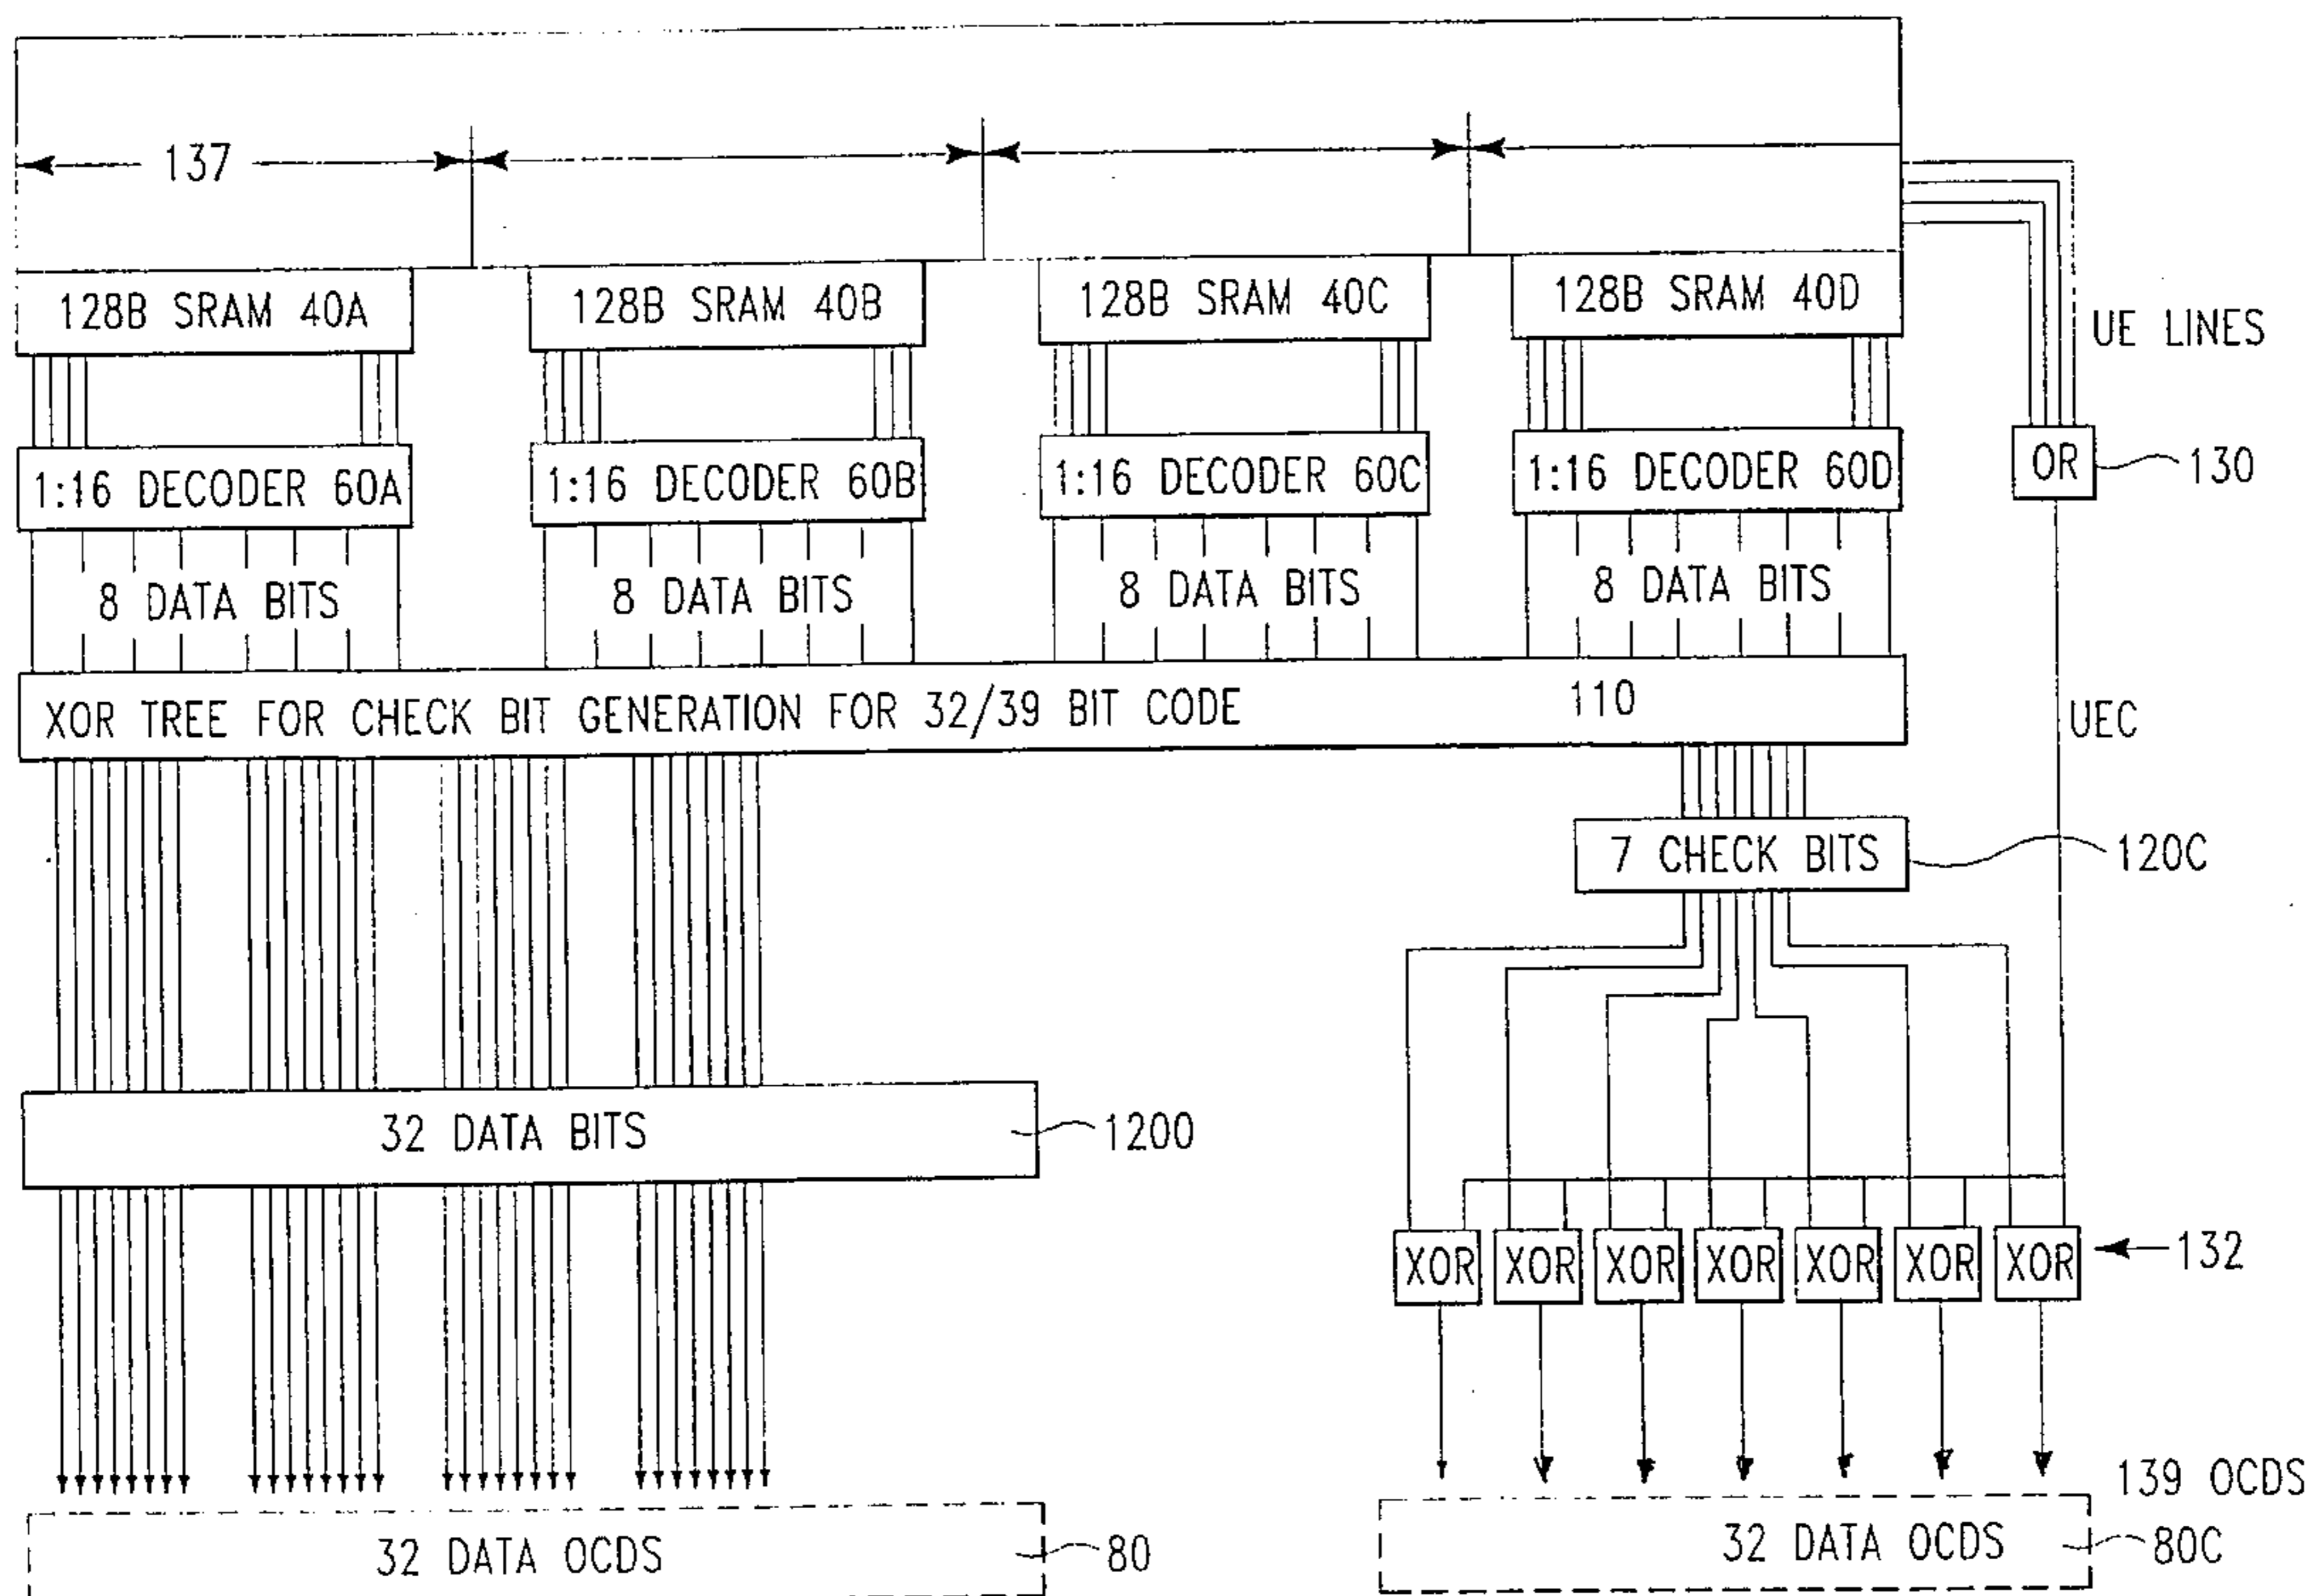 137
128B SRAM 40A
128B SRAM 40B
128B SRAM 40C
128B SRAM 40D
UE LINES
1:16 DECODER 60A
1:16 DECODER 60B
1:16 DECODER 60C
1:16 DECODER 60D
OR
130
8 DATA BITS
8 DATA BITS
8 DATA BITS
8 DATA BITS
XOR TREE FOR CHECK BIT GENERATION FOR 32/39 BIT CODE
110
UEC
7 CHECK BITS
120C
32 DATA BITS
1200
XOR
XOR
XOR
XOR
XOR
XOR
XOR
132
139 OCDS
32 DATA OCDS
80
32 DATA OCDS
80C